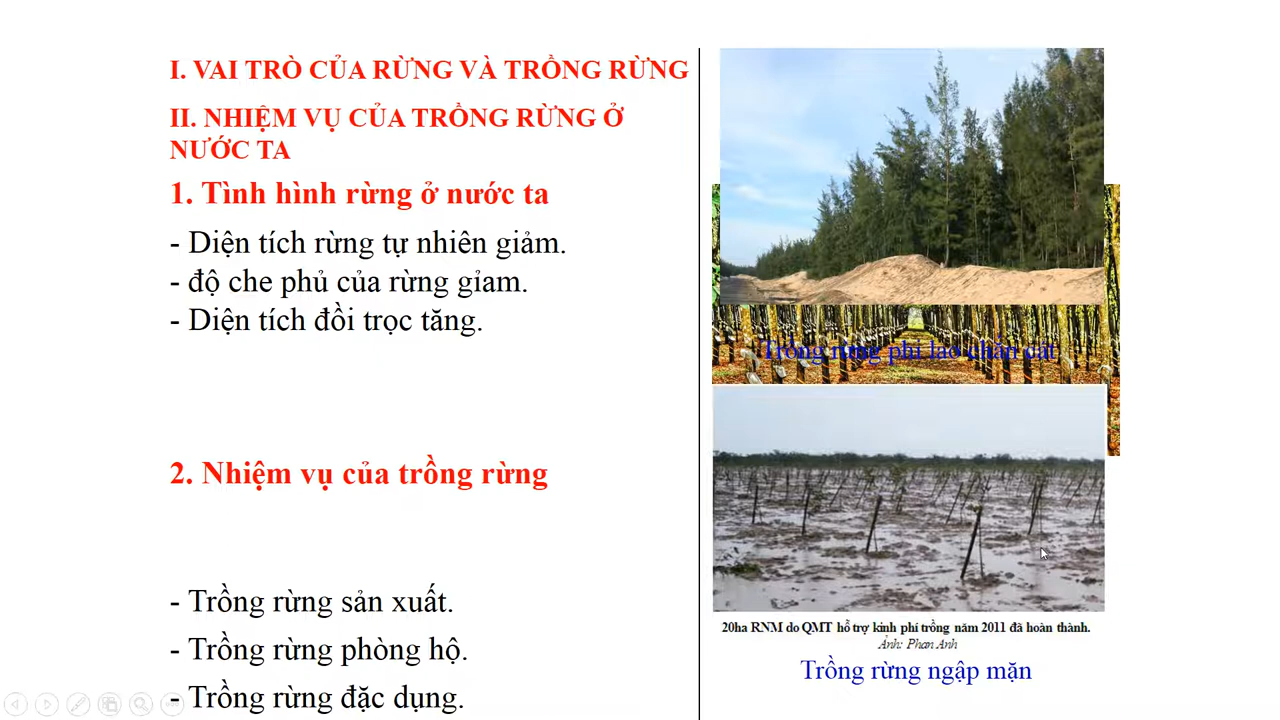 I. VAI TRÒ CỦA RỪNG VÀ TRỒNG RỪNG
II. NHIỆM VỤ CỦA TRỒNG RỪNG Ở
NƯỚC TA
1. Tình hình rừng ở nước ta
- Diện tích rừng tự nhiên giảm.
- độ che phủ của rừng gỉam.
- Diện tích đồi trọc tăng.
2. Nhiệm vụ của trồng rừng
- Trồng rừng sản xuất.
- Trồng rừng phòng hộ.
- Trồng rừng đặc dụng.
Trồng rừng phi lao chắn cát
20ha RNM do QMT hỗ trợ kinh phí trồng năm 2011 đã hoàn thành.
Ảnh: Phan Anh
Trồng rừng ngập mặn